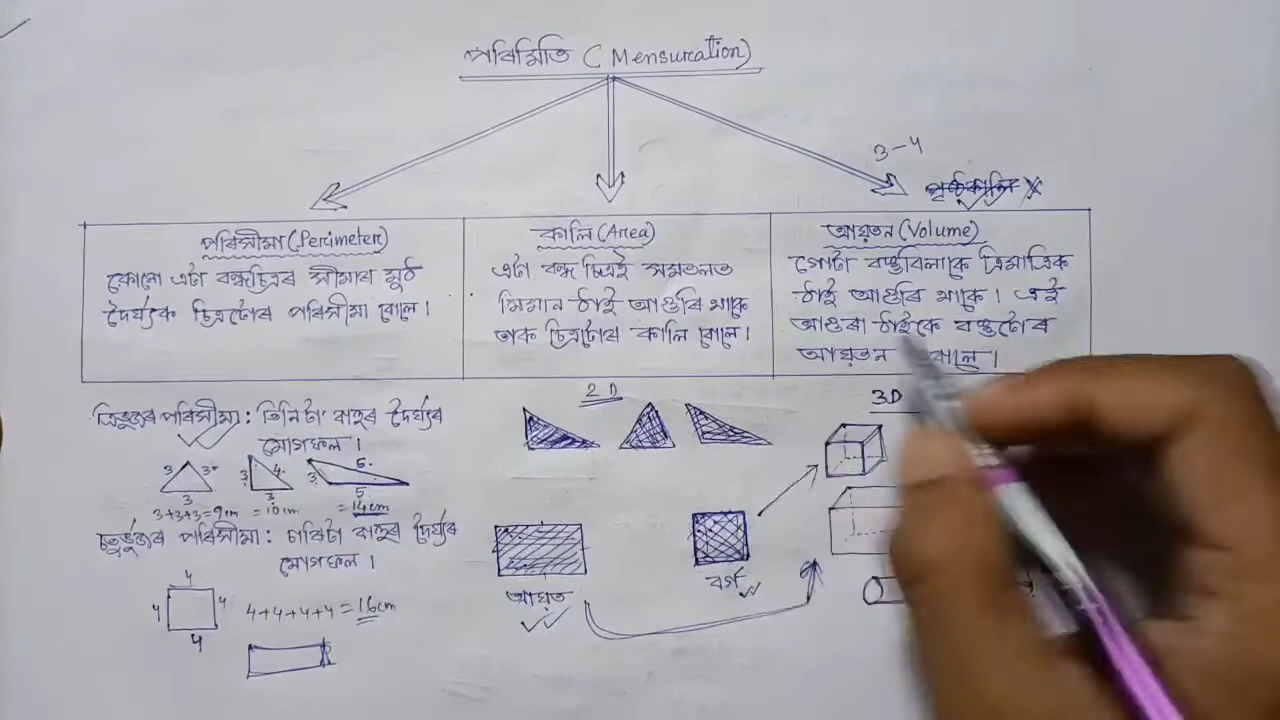 পৰিমিতি (Mensuration)
3-4
পৃষ্ঠকালি
পৰিসীমা (Perimeter)
কোনো এটা বদ্ধচিত্ৰৰ সীমাৰ মুঠ
দৈৰ্ঘ্যক চিত্ৰটোৰ পৰিসীমা বোলে।
কালি (Area)
এটা বদ্ধ চিত্ৰই সমতলত
যিমান ঠাই আগুৰি থাকে
তাক চিত্ৰটোৰ কালি বোলে।
আয়তন (Volume)
গোটা বস্তুবিলাকে ত্ৰিমাত্ৰিক
ঠাই আগুৰি থাকে। এই
আগুৰা ঠাইকে বস্তুটোৰ
আয়তন বোলে।
ত্ৰিভুজৰ পৰিসীমা: তিনিটা বাহুৰ দৈৰ্ঘ্যৰ
যোগফল।
3 3
3
3+3+3=9cm
3 4
3
=10cm
3 6
5
=14cm
চতুৰ্ভুজৰ পৰিসীমা: চাৰিটা বাহুৰ দৈৰ্ঘ্যৰ
যোগফল।
4
4 4
4
4+4+4+4=16cm
2D
আয়ত
বৰ্গ
3D